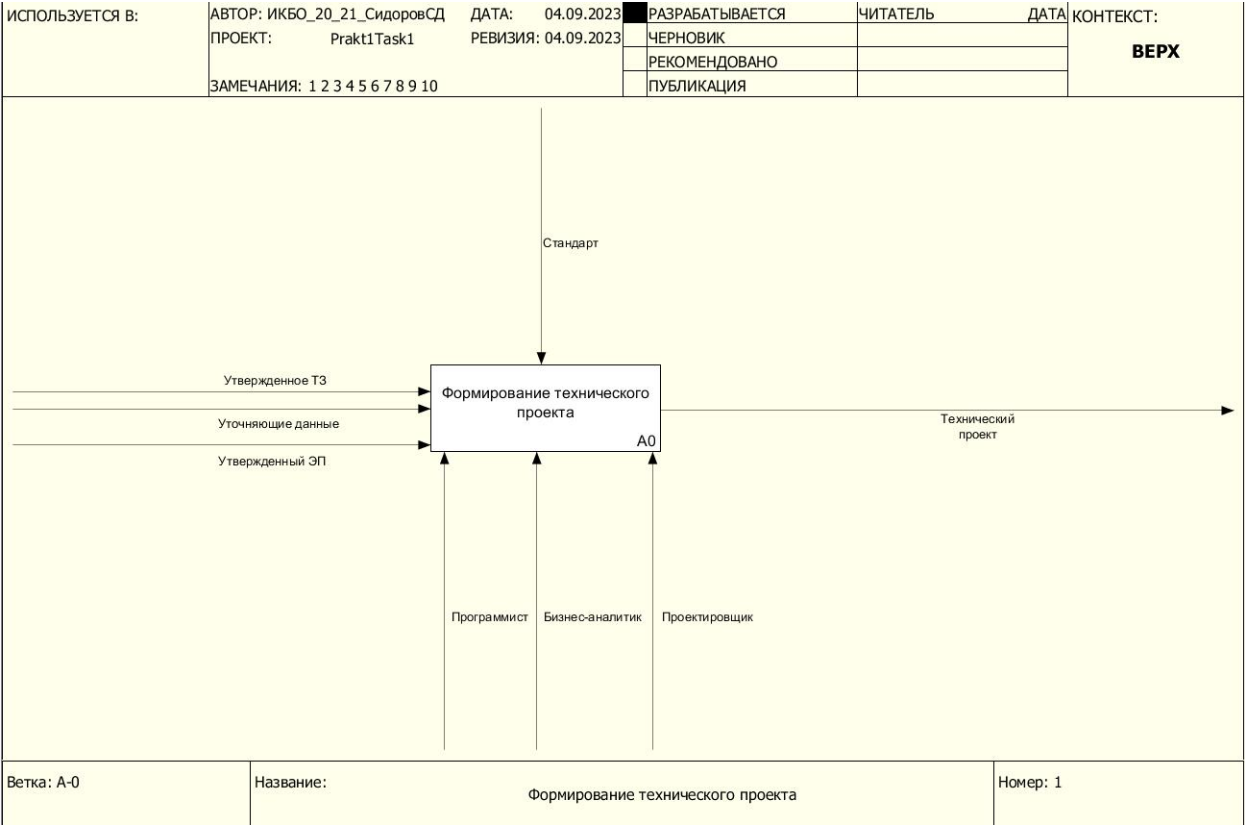 ИСПОЛЬЗУЕТСЯ В:
АВТОР: ИКБО_20_21_СидоровСД ДАТА: 04.09.2023
ПРОЕКТ: Prakt1Task1 РЕВИЗИЯ: 04.09.2023
ЗАМЕЧАНИЯ: 1 2 3 4 5 6 7 8 9 10
РАЗРАБАТЫВАЕТСЯ
ЧЕРНОВИК
РЕКОМЕНДОВАНО
ПУБЛИКАЦИЯ
ЧИТАТЕЛЬ ДАТА
КОНТЕКСТ:
ВЕРХ
Стандарт
Утвержденное ТЗ
Уточняющие данные
Утвержденный ЭП
Формирование технического
проекта
A0
Технический
проект
Программист
Бизнес-аналитик
Проектировщик
Ветка: A-0
Название:
Формирование технического проекта
Номер: 1